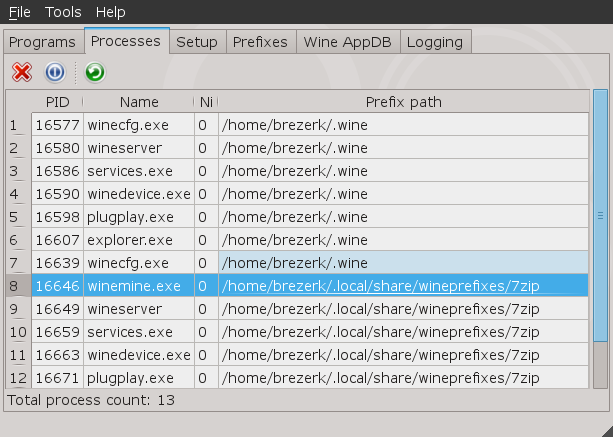 File Tools Help
Programs Processes Setup Prefixes Wine AppDB Logging
PID Name Ni Prefix path
1 16577 winecfg.exe 0 /home/brezerk/.wine
2 16580 wineserver 0 /home/brezerk/.wine
3 16586 services.exe 0 /home/brezerk/.wine
4 16590 winedevice.exe 0 /home/brezerk/.wine
5 16598 plugplay.exe 0 /home/brezerk/.wine
6 16607 explorer.exe 0 /home/brezerk/.wine
7 16639 winecfg.exe 0 /home/brezerk/.wine
8 16646 winemine.exe 0 /home/brezerk/.local/share/wineprefixes/7zip
9 16649 wineserver 0 /home/brezerk/.local/share/wineprefixes/7zip
10 16659 services.exe 0 /home/brezerk/.local/share/wineprefixes/7zip
11 16663 winedevice.exe 0 /home/brezerk/.local/share/wineprefixes/7zip
12 16671 plugplay.exe 0 /home/brezerk/.local/share/wineprefixes/7zip
Total process count: 13